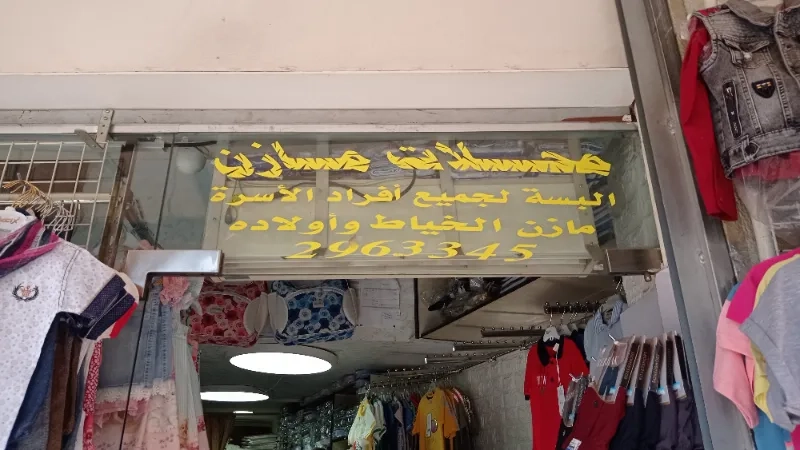 محلات مازن
البسة لجميع أفراد الأسرة
مازن الخياط وأولاده
2963345